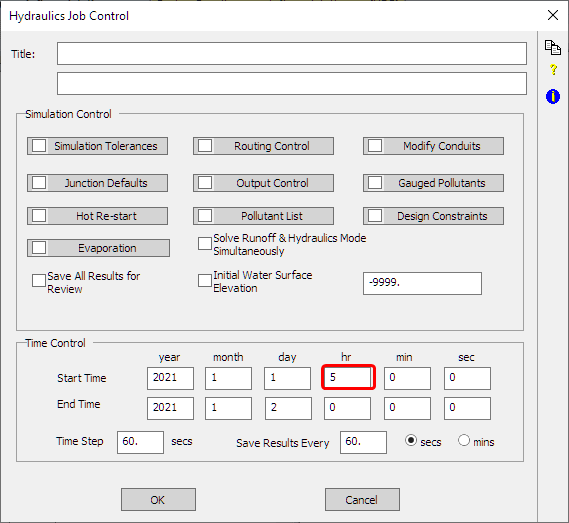 Hydraulics Job Control
Title:
Simulation Control
Simulation Tolerances Routing Control Modify Conduits
Junction Defaults Output Control Gauged Pollutants
Hot Re-start Pollutant List Design Constraints
Evaporation
Solve Runoff & Hydraulics Mode
Simultaneously
Save All Results for
Review
Initial Water Surface
Elevation
-9999.
Time Control
year month day hr min sec
Start Time 2021 1 1 5 0 0
End Time 2021 1 2 0 0 0
Time Step 60. secs Save Results Every 60. secs mins
OK Cancel